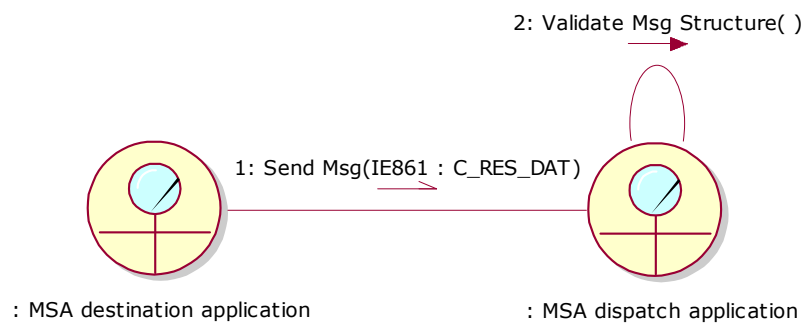 2: Validate Msg Structure( )
1: Send Msg(IE861 : C_RES_DAT)
: MSA destination application
: MSA dispatch application